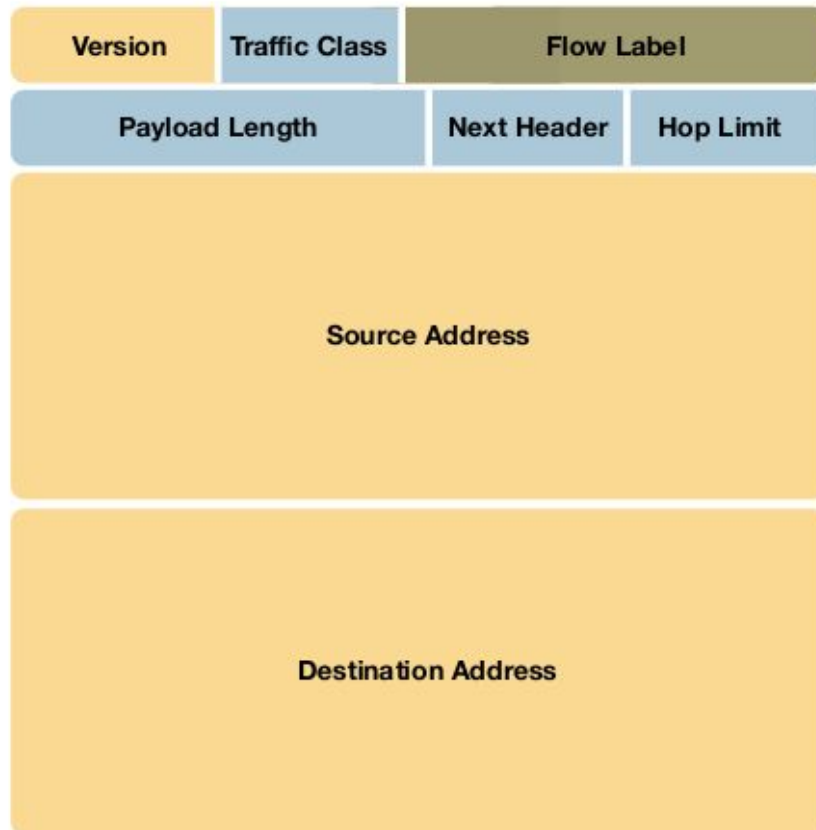 Version Traffic Class Flow Label
Payload Length Next Header Hop Limit
Source Address
Destination Address